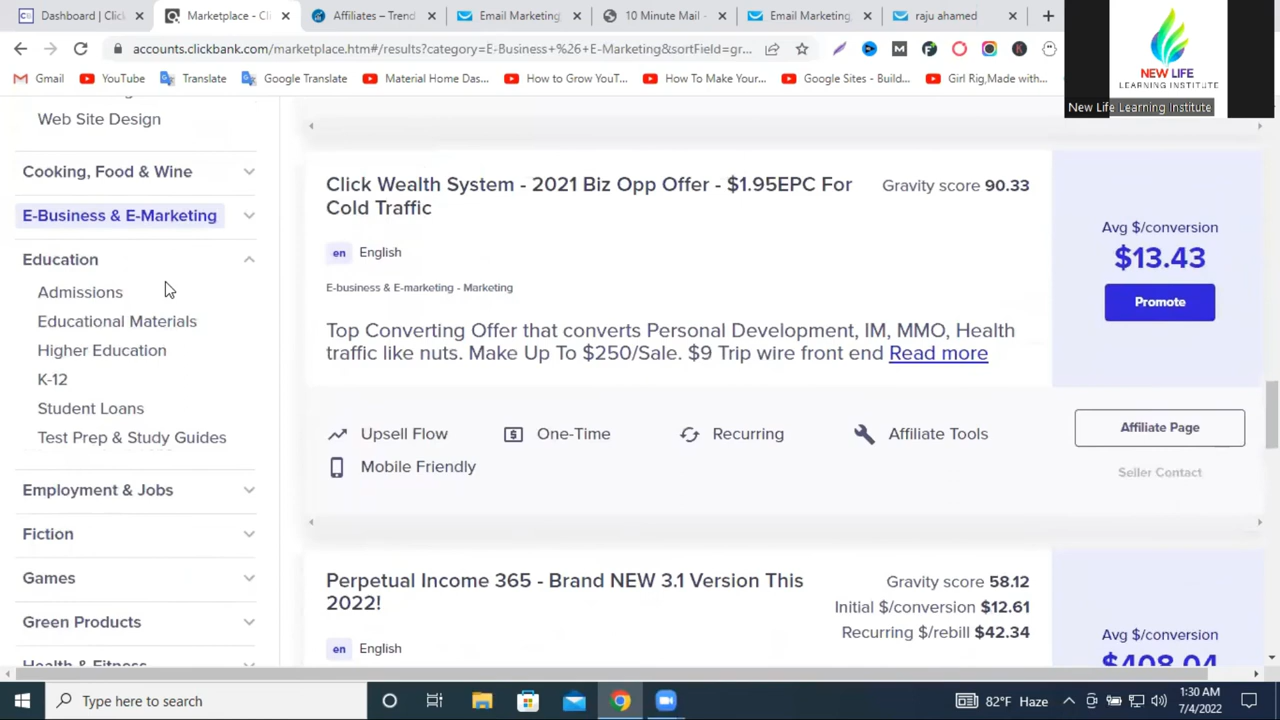 Dashboard | Click
Marketplace - Cli
Affiliates – Trend
Email Marketing
10 Minute Mail -
Email Marketing,
raju ahamed
accounts.clickbank.com/marketplace.htm#/results?category=E-Business+%26+E-Marketing&sortField=gr...
Gmail
YouTube
Translate
Google Translate
Material Home Das...
How to Grow YouT...
How To Make Your...
Google Sites - Build...
Girl Rig,Made with...
NEW LIFE
LEARNING INSTITUTE
New Life Learning Institute
Web Site Design
Cooking, Food & Wine
E-Business & E-Marketing
Education
Admissions
Educational Materials
Higher Education
K-12
Student Loans
Test Prep & Study Guides
Employment & Jobs
Fiction
Games
Green Products
Health & Fitness
Click Wealth System - 2021 Biz Opp Offer - $1.95EPC For
Cold Traffic
Gravity score 90.33
en English
E-business & E-marketing - Marketing
Top Converting Offer that converts Personal Development, IM, MMO, Health
traffic like nuts. Make Up To $250/Sale. $9 Trip wire front end Read more
Avg $/conversion
$13.43
Promote
Upsell Flow
One-Time
Recurring
Affiliate Tools
Mobile Friendly
Affiliate Page
Seller Contact
Perpetual Income 365 - Brand NEW 3.1 Version This
2022!
Gravity score 58.12
Initial $/conversion $12.61
Recurring $/rebill $42.34
en English
Avg $/conversion
$408.04
Type here to search
82°F Haze
1:30 AM
7/4/2022